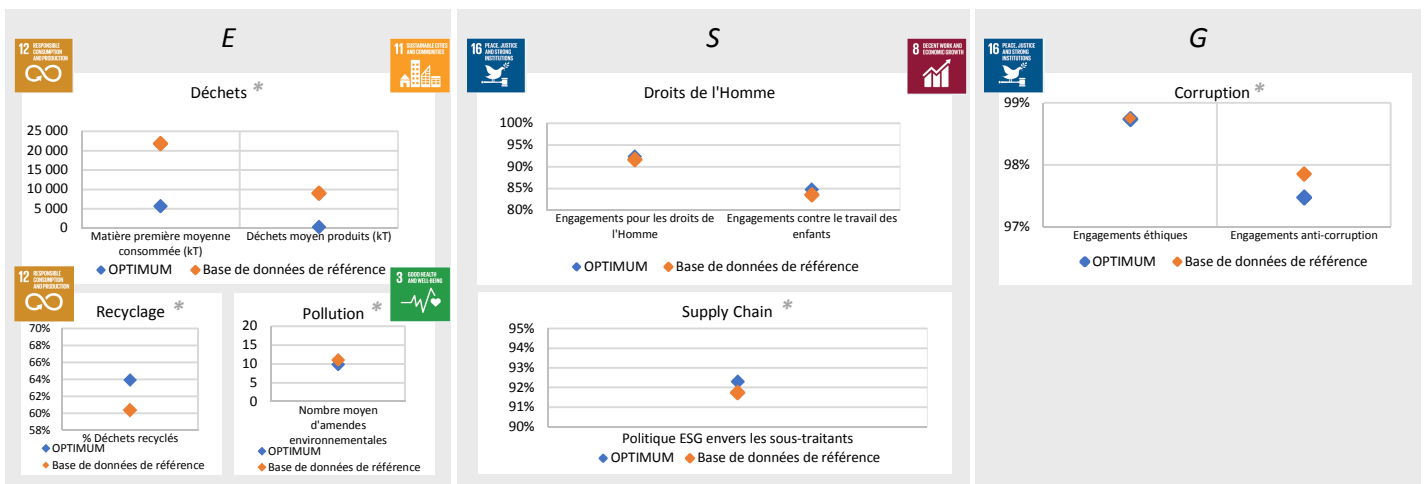 E
12 RESPONSIBLE
CONSUMPTION
AND PRODUCTION
11 SUSTAINABLE CITIES
AND COMMUNITIES
Déchets *
25 000
20 000
15 000
10 000
5 000
0
Matière première moyenne
consommée (kT)
Déchets moyen produits (kT)
OPTIMUM
Base de données de référence
12 RESPONSIBLE
CONSUMPTION
AND PRODUCTION
3 GOOD HEALTH
AND WELL-BEING
Recyclage *
70%
68%
66%
64%
62%
60%
58%
% Déchets recyclés
OPTIMUM
Base de données de référence
Pollution *
20
15
10
5
0
Nombre moyen
d'amendes
environnementales
OPTIMUM
Base de données de référence
S
16 PEACE, JUSTICE
AND STRONG
INSTITUTIONS
8 DECENT WORK AND
ECONOMIC GROWTH
Droits de l'Homme
100%
95%
90%
85%
80%
Engagements pour les droits de
l'Homme
Engagements contre le travail des
enfants
OPTIMUM
Base de données de référence
Supply Chain *
95%
94%
93%
92%
91%
90%
Politique ESG envers les sous-traitants
OPTIMUM
Base de données de référence
G
16 PEACE, JUSTICE
AND STRONG
INSTITUTIONS
Corruption *
99%
98%
97%
Engagements éthiques
Engagements anti-corruption
OPTIMUM
Base de données de référence